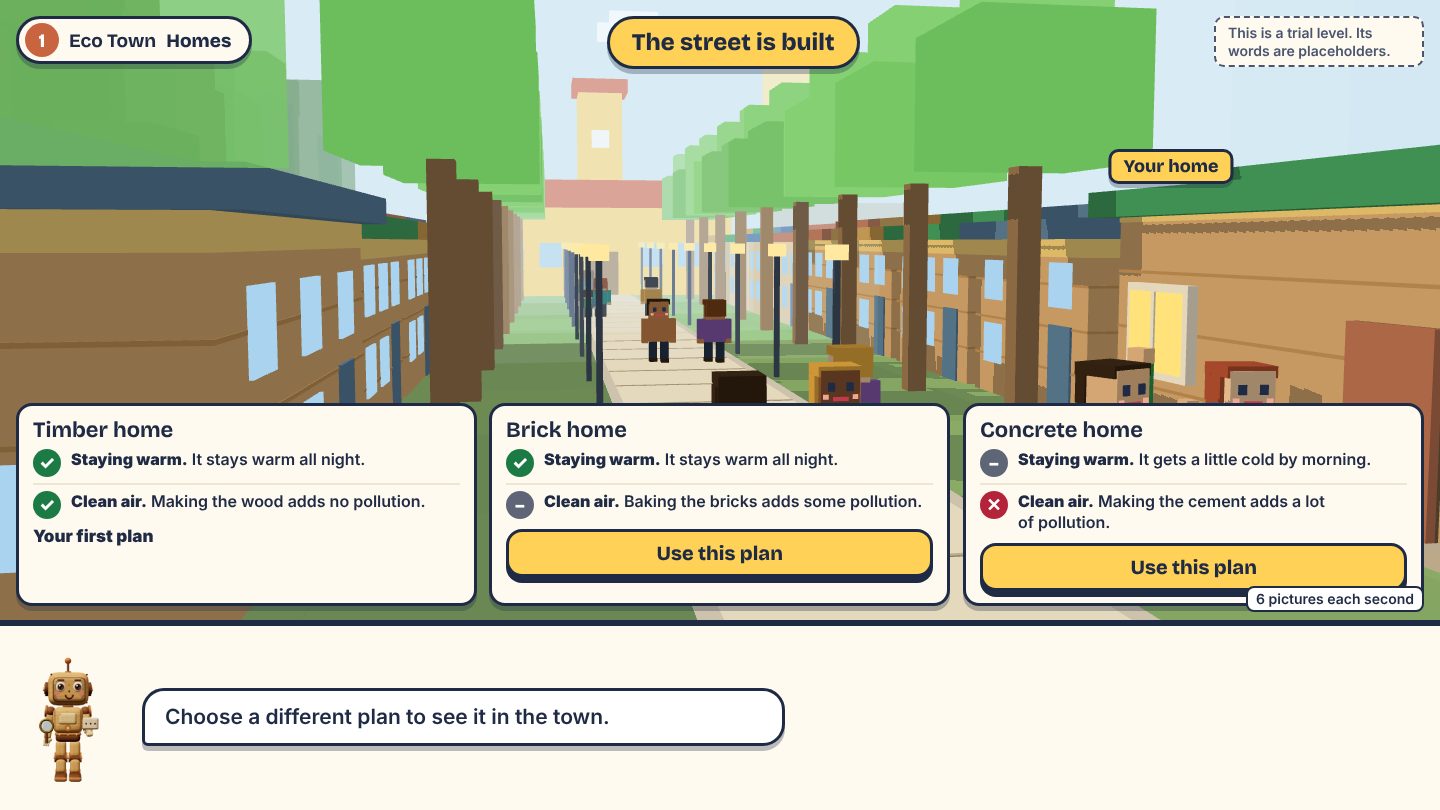 1 Eco Town Homes
The street is built
This is a trial level. Its
words are placeholders.
Your home
Timber home
Staying warm. It stays warm all night.
Clean air. Making the wood adds no pollution.
Your first plan
Brick home
Staying warm. It stays warm all night.
Clean air. Baking the bricks adds some pollution.
Use this plan
Concrete home
Staying warm. It gets a little cold by morning.
Clean air. Making the cement adds a lot
of pollution.
Use this plan
6 pictures each second
Choose a different plan to see it in the town.